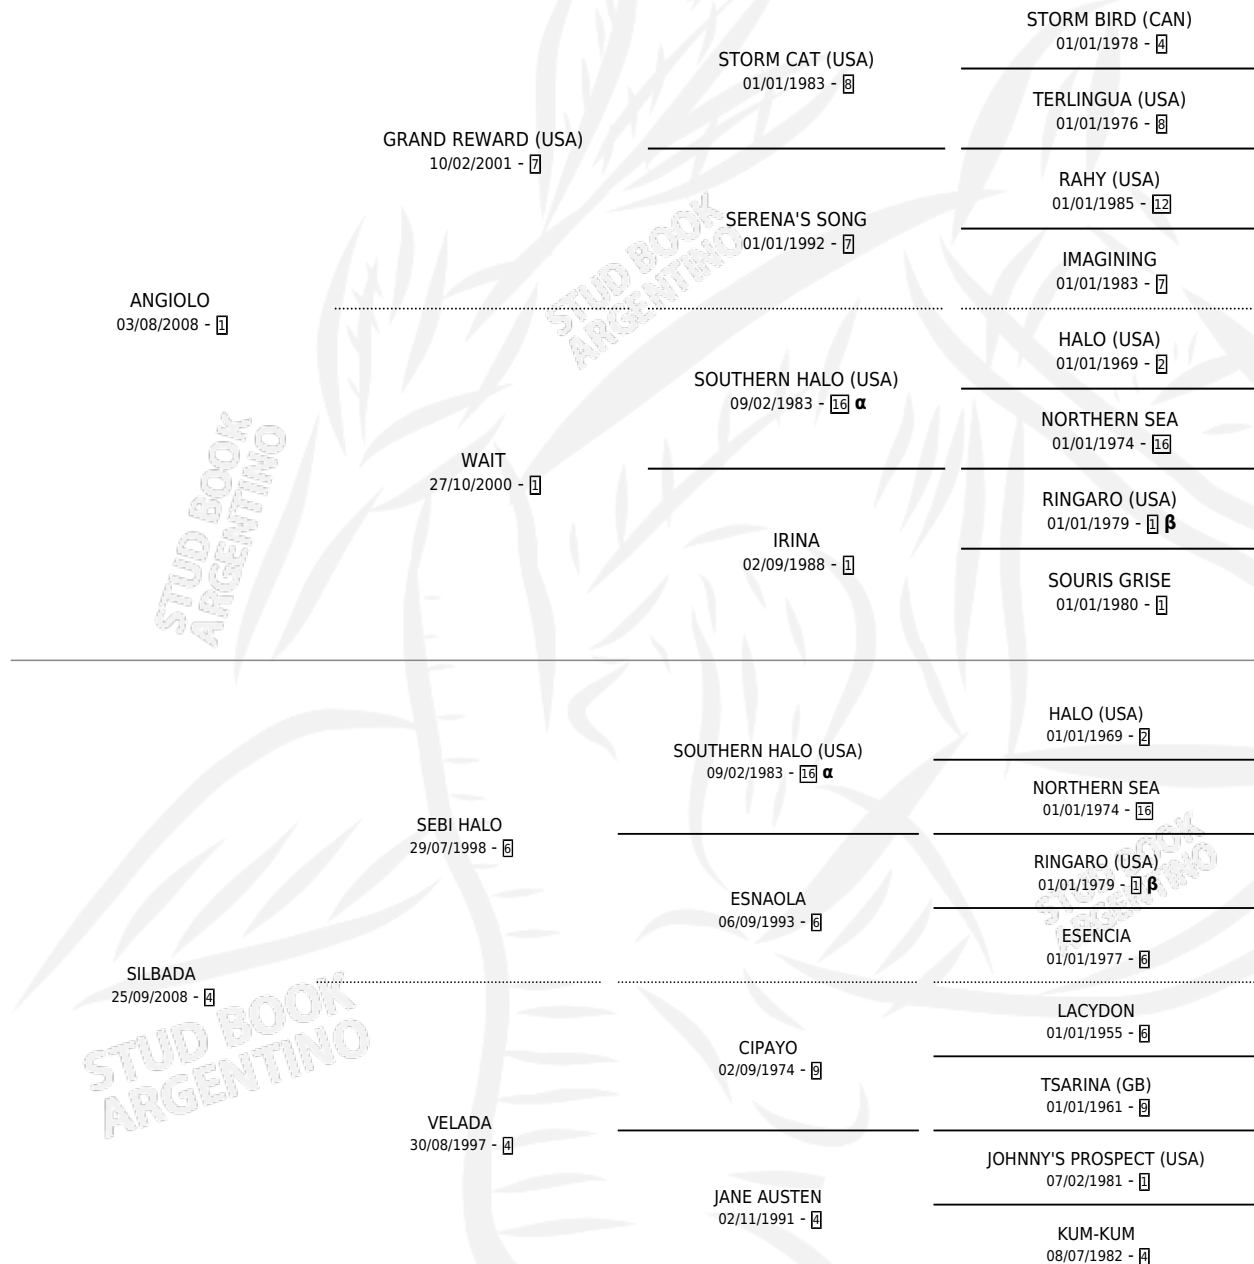 STORM BIRD (CAN)
01/01/1978 - 4
STORM CAT (USA)
01/01/1983 - 8
TERLINGUA (USA)
01/01/1976 - 8
GRAND REWARD (USA)
10/02/2001 - 7
RAHY (USA)
01/01/1985 - 12
SERENA'S SONG
01/01/1992 - 7
IMAGINING
01/01/1983 - 7
STUD BOOK
ARGENTINO
ANGIOLO
03/08/2008 - 1
HALO (USA)
01/01/1969 - 2
SOUTHERN HALO (USA)
09/02/1983 - 16 α
NORTHERN SEA
01/01/1974 - 16
WAIT
27/10/2000 - 1
RINGARO (USA)
01/01/1979 - 1 β
IRINA
02/09/1988 - 1
SOURIS GRISE
01/01/1980 - 1
STUD BOOK
ARGENTINO
HALO (USA)
01/01/1969 - 2
SOUTHERN HALO (USA)
09/02/1983 - 16 α
NORTHERN SEA
01/01/1974 - 16
SEBI HALO
29/07/1998 - 6
RINGARO (USA)
01/01/1979 - 1 β
ESNAOLA
06/09/1993 - 6
ESENCIA
01/01/1977 - 6
STUD BOOK
ARGENTINO
SILBADA
25/09/2008 - 4
LACYDON
01/01/1955 - 6
CIPAYO
02/09/1974 - 9
TSARINA (GB)
01/01/1961 - 9
STUD BOOK
ARGENTINO
VELADA
30/08/1997 - 4
JOHNNY'S PROSPECT (USA)
07/02/1981 - 1
JANE AUSTEN
02/11/1991 - 4
KUM-KUM
08/07/1982 - 4